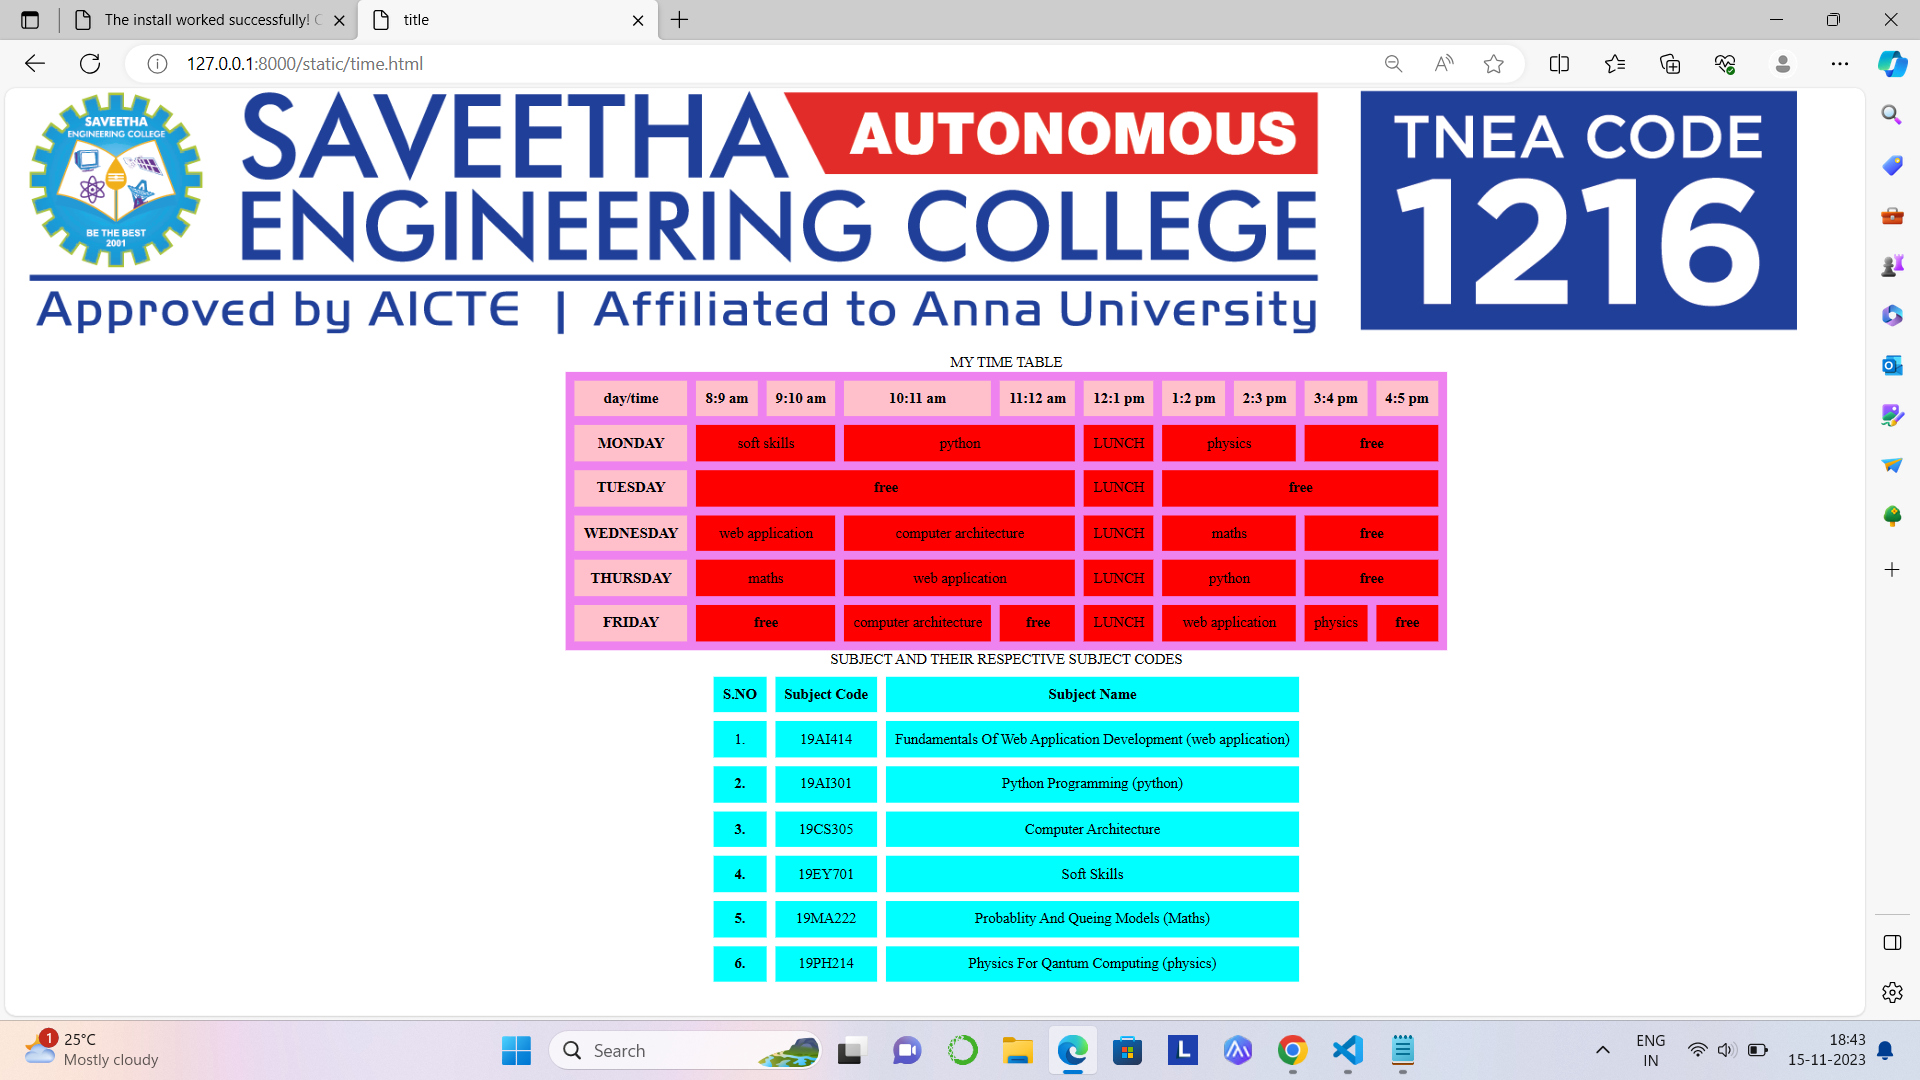 The install worked successfully! C
title
127.0.0.1:8000/static/time.html
SAVEETHA
ENGINEERING COLLEGE
BE THE BEST
2001
SAVEETHA AUTONOMOUS
ENGINEERING COLLEGE
Approved by AICTE | Affiliated to Anna University
TNEA CODE
1216
MY TIME TABLE
day/time 8:9 am 9:10 am 10:11 am 11:12 am 12:1 pm 1:2 pm 2:3 pm 3:4 pm 4:5 pm
MONDAY soft skills python LUNCH physics free
TUESDAY free LUNCH free
WEDNESDAY web application computer architecture LUNCH maths free
THURSDAY maths web application LUNCH python free
FRIDAY free computer architecture free LUNCH web application physics free
SUBJECT AND THEIR RESPECTIVE SUBJECT CODES
S.NO Subject Code Subject Name
1. 19AI414 Fundamentals Of Web Application Development (web application)
2. 19AI301 Python Programming (python)
3. 19CS305 Computer Architecture
4. 19EY701 Soft Skills
5. 19MA222 Probablity And Queing Models (Maths)
6. 19PH214 Physics For Qantum Computing (physics)
1
25°C
Mostly cloudy
Search
L
ENG
IN
18:43
15-11-2023